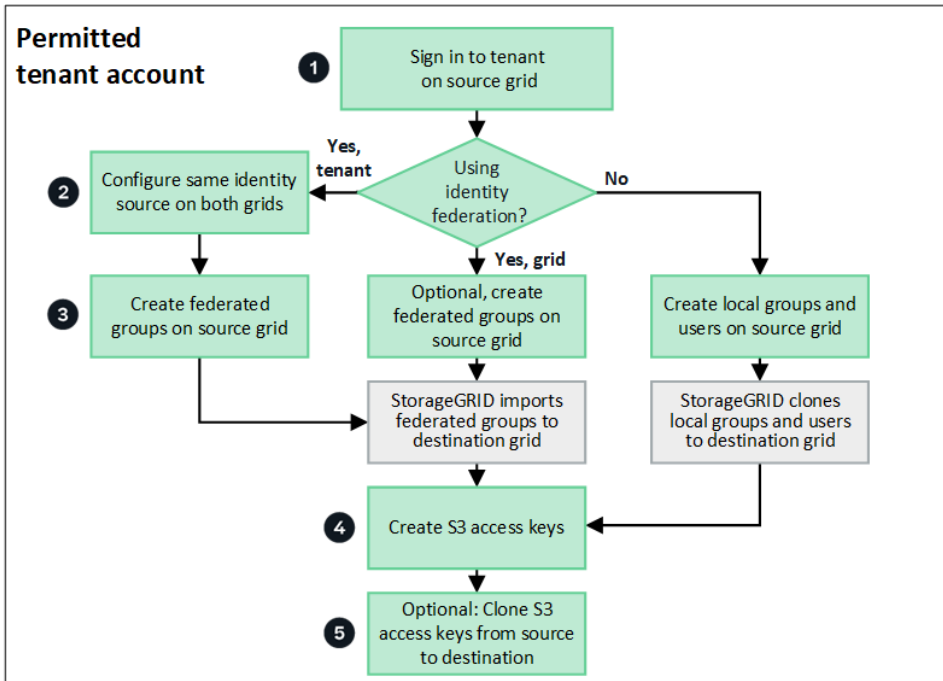 Permitted
tenant account
1
Sign in to tenant
on source grid
Yes,
tenant
Using
identity
federation?
No
2
Configure same identity
source on both grids
Yes, grid
3
Create federated
groups on source grid
Optional, create
federated groups on
source grid
Create local groups and
users on source grid
StorageGRID imports
federated groups to
destination grid
StorageGRID clones
local groups and users
to destination grid
4
Create S3 access keys
5
Optional: Clone S3
access keys from source
to destination